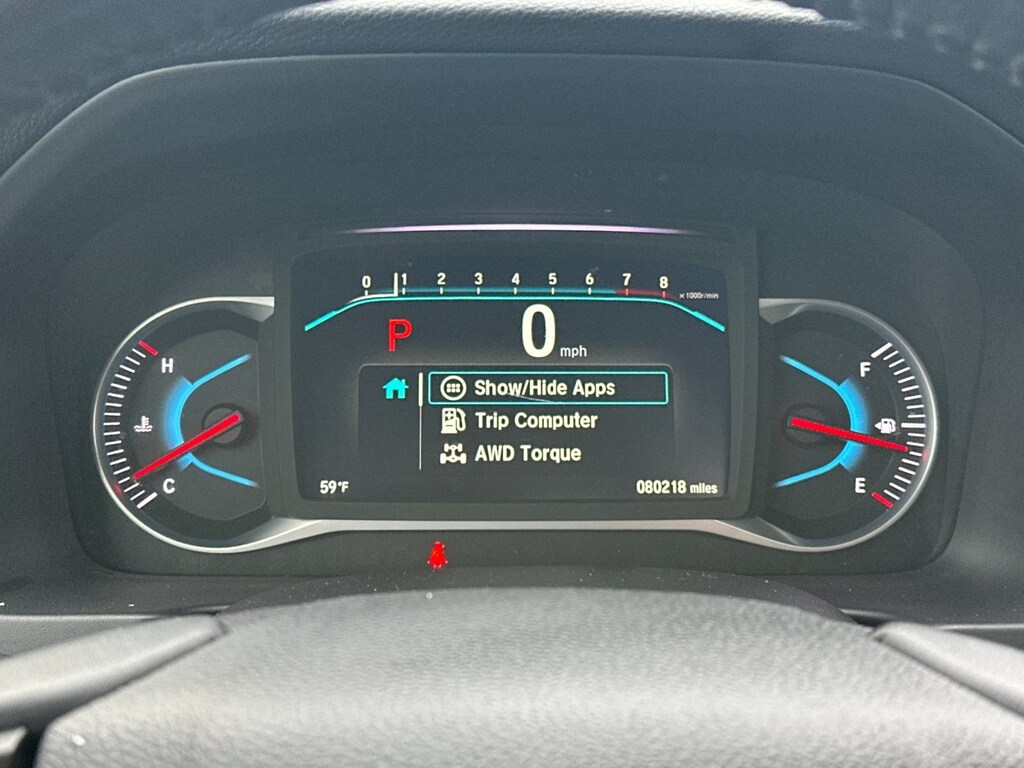 0 1 2 3 4 5 6 7 8
×1000r/min
P 0 mph
H
C
F
E
Show/Hide Apps
Trip Computer
AWD Torque
59°F
080218 miles